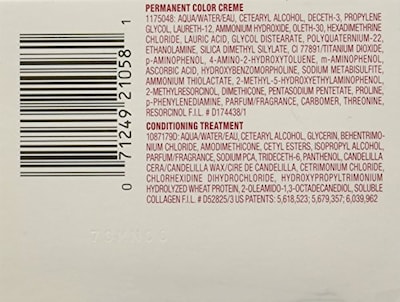 PERMANENT COLOR CREME
1175048: AQUA/WATER/EAU, CETEARYL ALCOHOL, DECETH-3, PROPYLENE
GLYCOL, LAURETH-12, AMMONIUM HYDROXIDE, OLETH-30, HEXADIMETHRINE
CHLORIDE, LAURIC ACID, GLYCOL DISTEARATE, POLYQUATERNIUM-22,
ETHANOLAMINE, SILICA DIMETHYL SILYLATE, CI 77891/TITANIUM DIOXIDE,
p-AMINOPHENOL, 4-AMINO-2-HYDROXYTOLUENE, m-AMINOPHENOL,
ASCORBIC ACID, HYDROXYBENZOMORPHOLINE, SODIUM METABISULFITE,
AMMONIUM THIOLACTATE, 2-METHYL-5-HYDROXYETHYLAMINOPHENOL,
2-METHYLRESORCINOL, DIMETHICONE, PENTASODIUM PENTETATE, PROLINE,
p-PHENYLENEDIAMINE, PARFUM/FRAGRANCE, CARBOMER, THREONINE,
RESORCINOL F.I.L. # D174438/1
CONDITIONING TREATMENT
1087179D: AQUA/WATER/EAU, CETEARYL ALCOHOL, GLYCERIN, BEHENTRIMO-
NIUM CHLORIDE, AMODIMETHICONE, CETYL ESTERS, ISOPROPYL ALCOHOL,
PARFUM/FRAGRANCE, SODIUM PCA, TRIDECETH-6, PANTHENOL, CANDELILLA
CERA/CANDELILLA WAX/CIRE DE CANDELILLA, CETRIMONIUM CHLORIDE,
CHLORHEXIDINE DIHYDROCHLORIDE, HYDROXYPROPYLTRIMONIUM
HYDROLYZED WHEAT PROTEIN, 2-OLEAMIDO-1,3-OCTADECANEDIOL, SOLUBLE
COLLAGEN F.I.L. # D52825/3 US PATENTS: 5,618,523; 5,679,357; 6,039,962
0 71249 21058 1